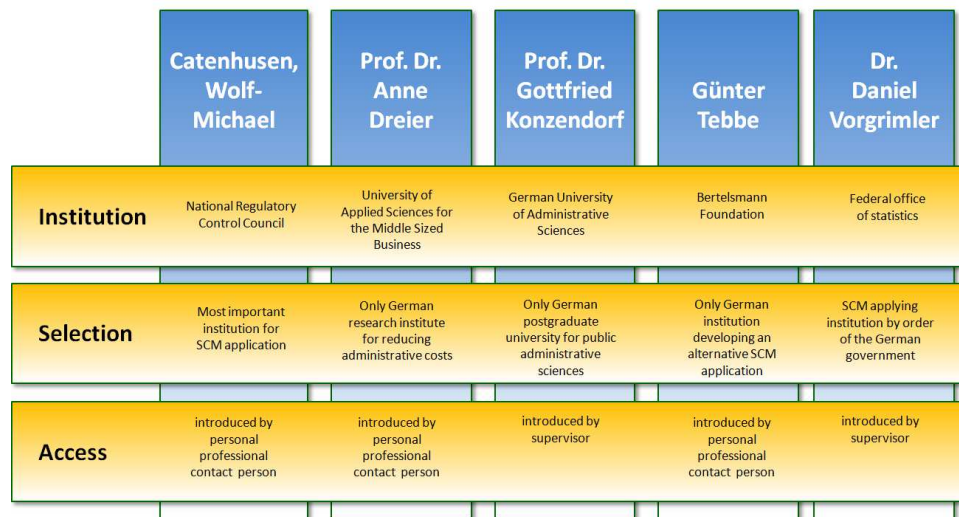 Catenhusen,
Wolf-
Michael
Prof. Dr.
Anne
Dreier
Prof. Dr.
Gottfried
Konzendorf
Günter
Tebbe
Dr.
Daniel
Vorgrimler
Institution
National Regulatory
Control Council
University of
Applied Sciences for
the Middle Sized
Business
German University
of Administrative
Sciences
Bertelsmann
Foundation
Federal office
of statistics
Selection
Most important
institution for
SCM application
Only German
research institute
for reducing
administrative costs
Only German
postgraduate
university for public
administrative
sciences
Only German
institution
developing an
alternative SCM
application
SCM applying
institution by order
of the German
government
Access
introduced by
personal
professional
contact person
introduced by
personal
professional
contact person
introduced by
supervisor
introduced by
personal
professional
contact person
introduced by
supervisor